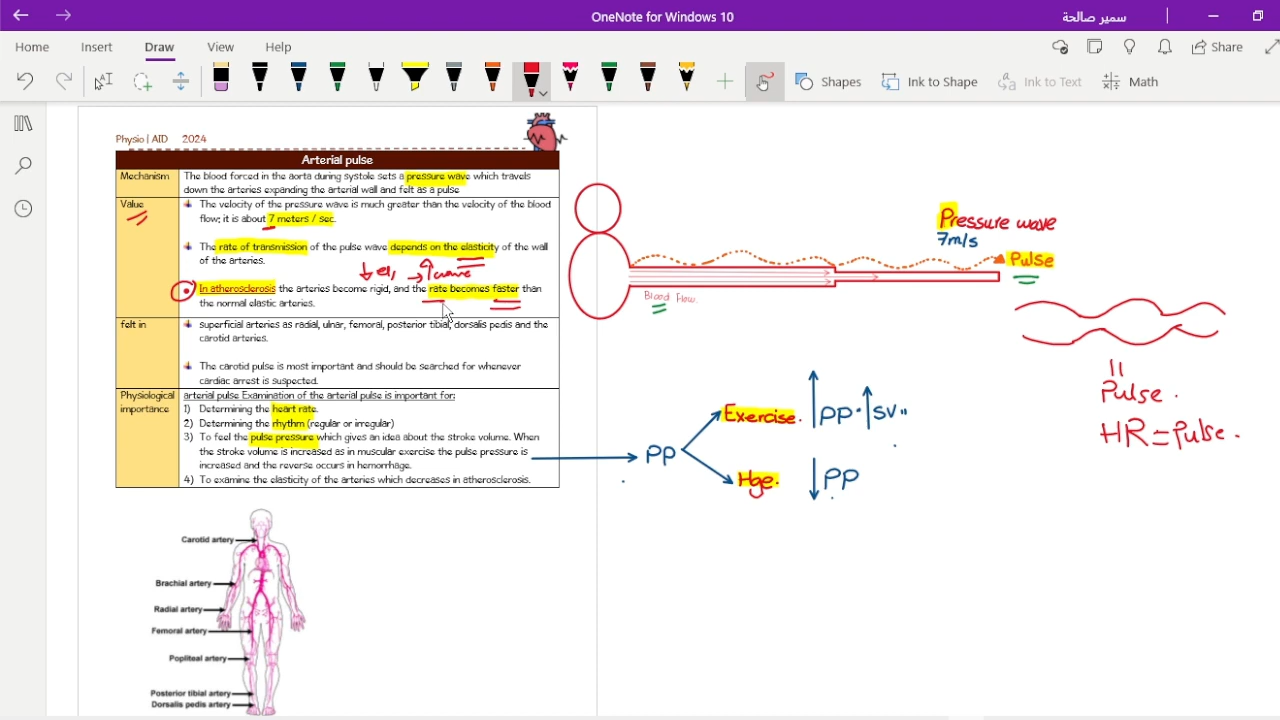 OneNote for Windows 10
سمير صالحة
Home Insert Draw View Help
Share
Shapes
Ink to Shape
Ink to Text
Math
Physio | AID 2024
Arterial pulse
Mechanism
The blood forced in the aorta during systole sets a pressure wave which travels
down the arteries expanding the arterial wall and felt as a pulse
Value
The velocity of the pressure wave is much greater than the velocity of the blood
flow; it is about 7 meters / sec.
The rate of transmission of the pulse wave depends on the elasticity of the wall
of the arteries.
↓ el, → ↑ wave
In atherosclerosis the arteries become rigid, and the rate becomes faster than
the normal elastic arteries.
felt in
superficial arteries as radial, ulnar, femoral, posterior tibial, dorsalis pedis and the
carotid arteries.
The carotid pulse is most important and should be searched for whenever
cardiac arrest is suspected.
Physiological
importance
arterial pulse Examination of the arterial pulse is important for:
1) Determining the heart rate.
2) Determining the rhythm (regular or irregular)
3) To feel the pulse pressure which gives an idea about the stroke volume. When
the stroke volume is increased as in muscular exercise the pulse pressure is
increased and the reverse occurs in hemorrhage.
4) To examine the elasticity of the arteries which decreases in atherosclerosis.
Carotid artery
Brachial artery
Radial artery
Femoral artery
Popliteal artery
Posterior tibial artery
Dorsalis pedis artery
Pressure wave
7m/s
Pulse
Blood Flow.
PP
Exercise. ↑ PP. ↑ SV
Hge. ↓ PP
Pulse.
HR = Pulse.